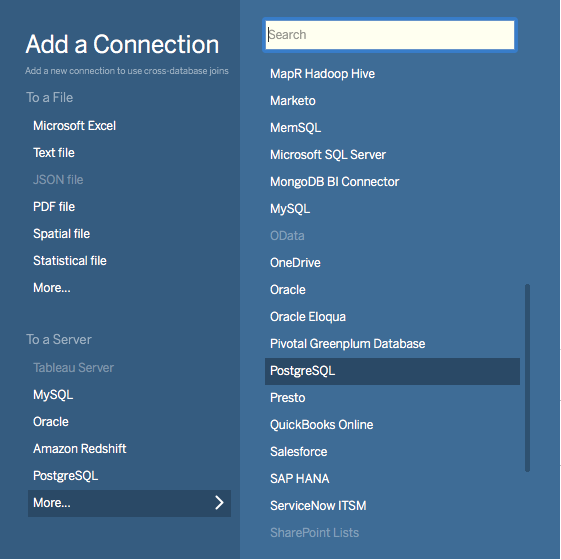 Add a Connection
Add a new connection to use cross-database joins
To a File
Microsoft Excel
Text file
JSON file
PDF file
Spatial file
Statistical file
More...
To a Server
Tableau Server
MySQL
Oracle
Amazon Redshift
PostgreSQL
More...
Search
MapR Hadoop Hive
Marketo
MemSQL
Microsoft SQL Server
MongoDB BI Connector
MySQL
OData
OneDrive
Oracle
Oracle Eloqua
Pivotal Greenplum Database
PostgreSQL
Presto
QuickBooks Online
Salesforce
SAP HANA
ServiceNow ITSM
SharePoint Lists